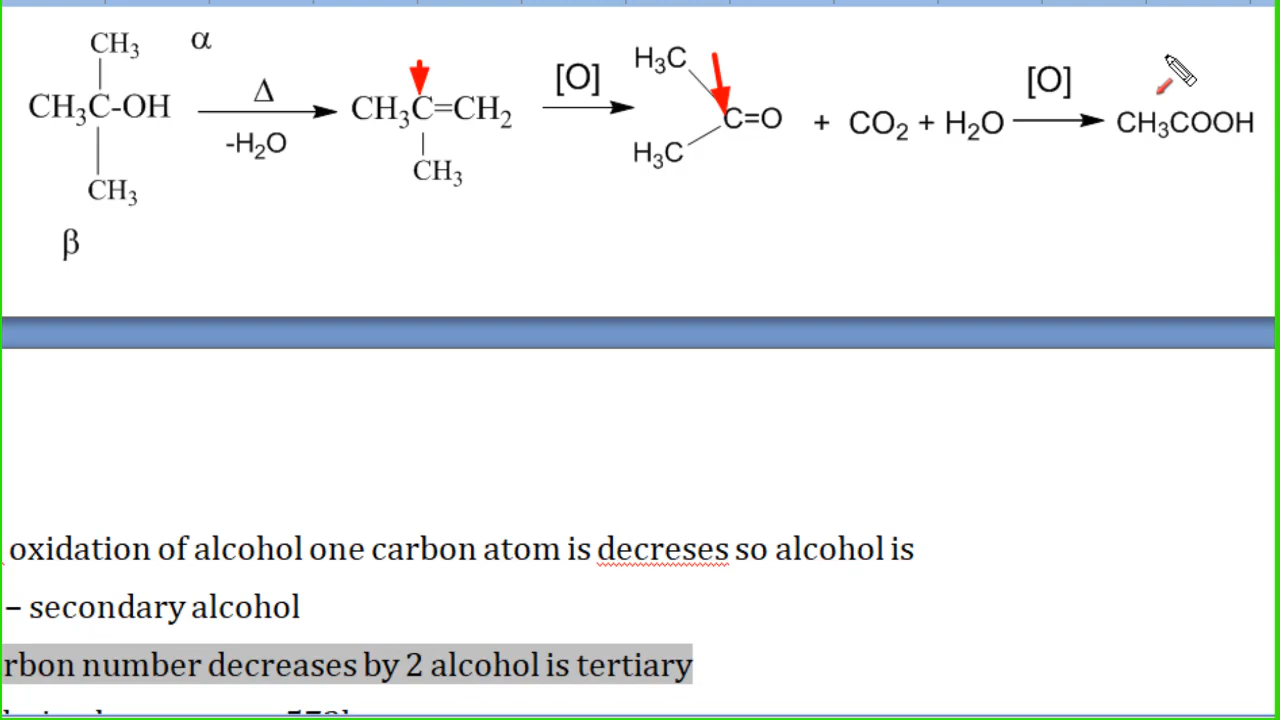 CH₃ α
CH₃C-OH Δ -H₂O CH₃C=CH₂ [O] H₃C C=O + CO₂ + H₂O [O] CH₃COOH
CH₃ CH₃ H₃C
β
oxidation of alcohol one carbon atom is decreses so alcohol is
– secondary alcohol
rbon number decreases by 2 alcohol is tertiary